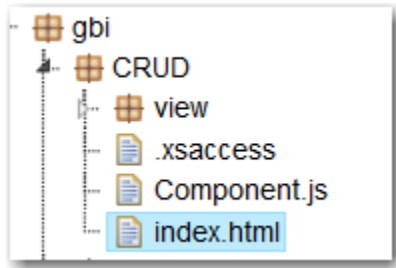 gbi
CRUD
view
.xsaccess
Component.js
index.html